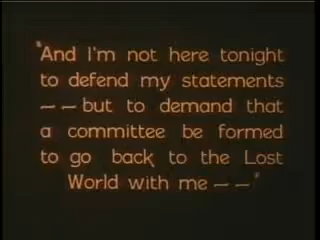 "And I'm not here tonight
to defend my statements
——but to demand that
a committee be formed
to go back to the Lost
World with me ——"